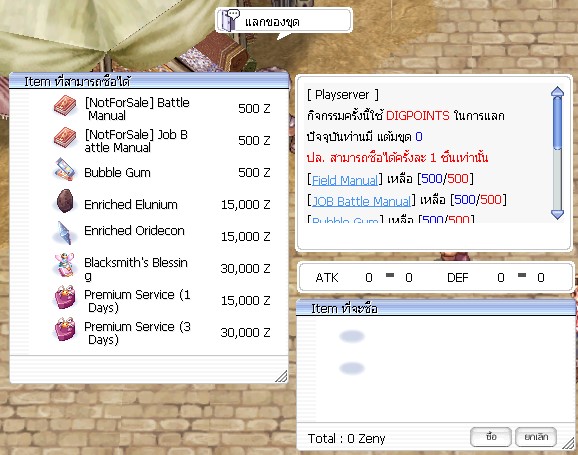 แลกของขุด
Item ที่สามารถซื้อได้
[NotForSale] Battle
Manual
500 Z
[NotForSale] Job B
attle Manual
500 Z
Bubble Gum
500 Z
Enriched Elunium
15,000 Z
Enriched Oridecon
15,000 Z
Blacksmith's Blessin
g
30,000 Z
Premium Service (1
Days)
15,000 Z
Premium Service (3
Days)
30,000 Z
[ Playserver ]
กิจกรรมครั้งนี้ใช้ DIGPOINTS ในการแลก
ปัจจุบันท่านมี แต้มขุด 0
ปล. สามารถซื้อได้ครั้งละ 1 ชิ้นเท่านั้น
[Field Manual] เหลือ [500/500]
[JOB Battle Manual] เหลือ [500/500]
[Bubble Gum] เหลือ [500/500]
ATK 0 = 0 DEF 0 = 0
Item ที่จะซื้อ
Total : 0 Zeny
ซื้อ
ยกเลิก